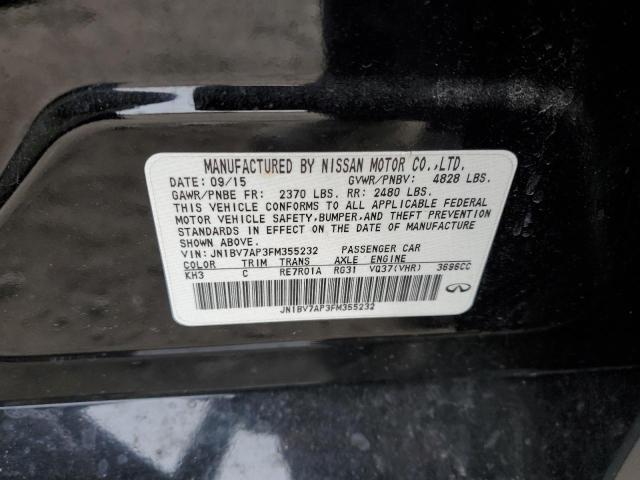 MANUFACTURED BY NISSAN MOTOR CO.,LTD.
DATE: 09/15 GVWR/PNBV: 4828 LBS.
GAWR/PNBE FR: 2370 LBS. RR: 2480 LBS.
THIS VEHICLE CONFORMS TO ALL APPLICABLE FEDERAL
MOTOR VEHICLE SAFETY,BUMPER,AND THEFT PREVENTION
STANDARDS IN EFFECT ON THE DATE OF MANUFACTURE
SHOWN ABOVE.
VIN: JN1BV7AP3FM355232 PASSENGER CAR
COLOR TRIM TRANS AXLE ENGINE
KH3 C RE7R01A RG31 VQ37(VHR) 3696CC
JN1BV7AP3FM355232